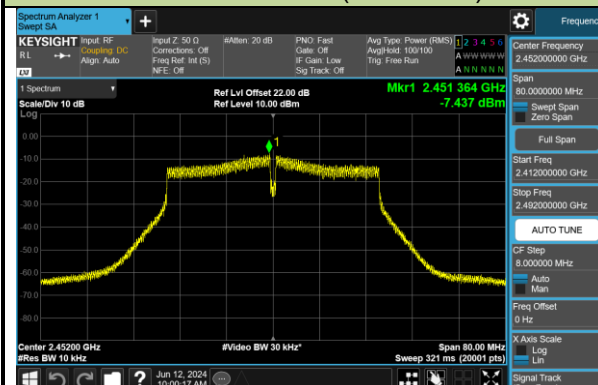 Spectrum Analyzer 1
Swept SA
+
Frequenc
KEYSIGHT
RL
LXI
Input: RF
Coupling: DC
Align: Auto
Input Z: 50 Ω
Corrections: Off
Freq Ref: Int (S)
NFE: Off
#Atten: 20 dB
PNO: Fast
Gate: Off
IF Gain: Low
Sig Track: Off
Avg Type: Power (RMS)
Avg|Hold: 100/100
Trig: Free Run
1 2 3 4 5 6
A W W W W W
A N N N N N
1 Spectrum
Scale/Div 10 dB
Log
Ref Lvl Offset 22.00 dB
Ref Level 10.00 dBm
Mkr1 2.451 364 GHz
-7.437 dBm
0.00
-10.0
-20.0
-30.0
-40.0
-50.0
-60.0
-70.0
-80.0
1
Center 2.45200 GHz
#Res BW 10 kHz
#Video BW 30 kHz*
Span 80.00 MHz
Sweep 321 ms (20001 pts)
Center Frequency
2.452000000 GHz
Span
80.0000000 MHz
Swept Span
Zero Span
Full Span
Start Freq
2.412000000 GHz
Stop Freq
2.492000000 GHz
AUTO TUNE
CF Step
8.000000 MHz
Auto
Man
Freq Offset
0 Hz
X Axis Scale
Log
Lin
Signal Track
?
Jun 12, 2024
10:00:17 AM